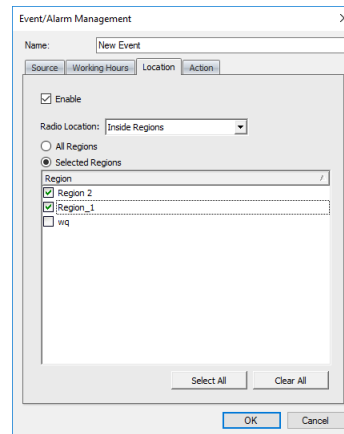 Event/Alarm Management
Name: New Event
Source Working Hours Location Action
Enable
Radio Location: Inside Regions
All Regions
Selected Regions
Region
Region 2
Region_1
wq
Select All Clear All
OK Cancel